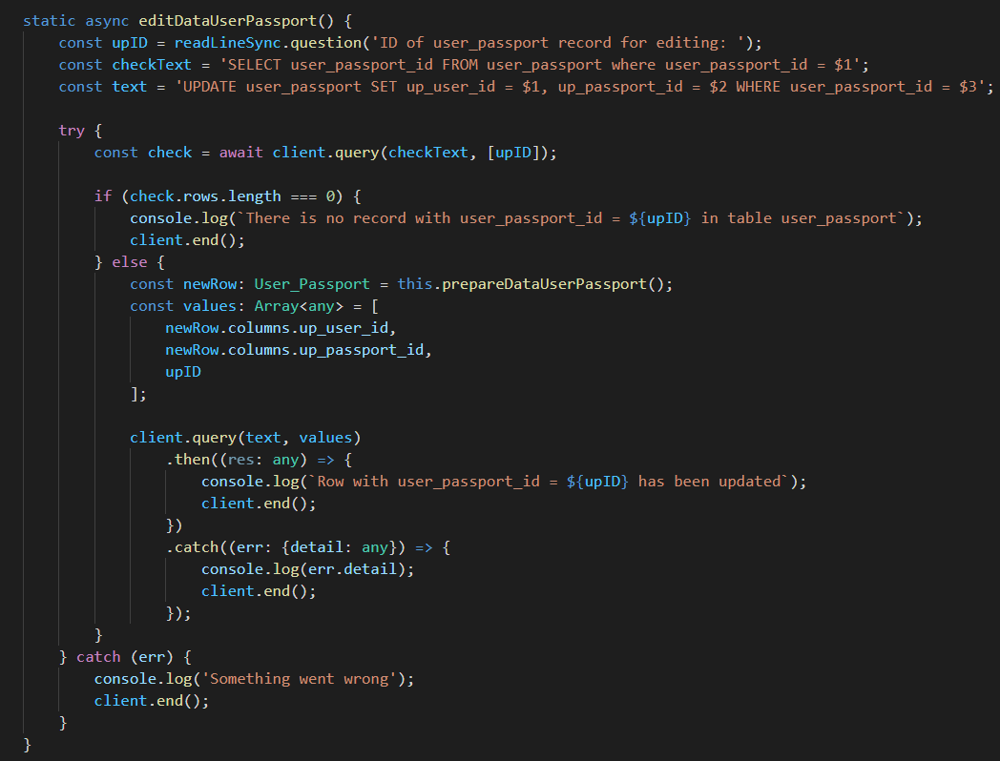 static async editDataUserPassport() {
    const upID = readLineSync.question('ID of user_passport record for editing: ');
    const checkText = 'SELECT user_passport_id FROM user_passport where user_passport_id = $1';
    const text = 'UPDATE user_passport SET up_user_id = $1, up_passport_id = $2 WHERE user_passport_id = $3';

    try {
        const check = await client.query(checkText, [upID]);

        if (check.rows.length === 0) {
            console.log(`There is no record with user_passport_id = ${upID} in table user_passport`);
            client.end();
        } else {
            const newRow: User_Passport = this.prepareDataUserPassport();
            const values: Array<any> = [
                newRow.columns.up_user_id,
                newRow.columns.up_passport_id,
                upID
            ];

            client.query(text, values)
                .then((res: any) => {
                    console.log(`Row with user_passport_id = ${upID} has been updated`);
                    client.end();
                })
                .catch((err: {detail: any}) => {
                    console.log(err.detail);
                    client.end();
                });
        }
    } catch (err) {
        console.log('Something went wrong');
        client.end();
    }
}